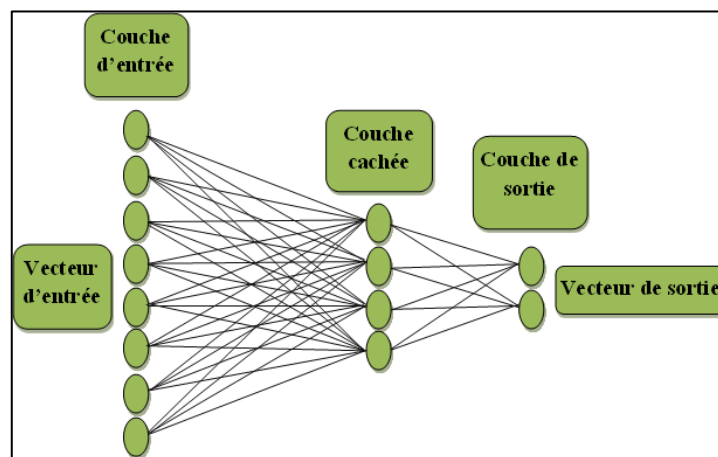 Couche
d'entrée
Couche
cachée
Couche de
sortie
Vecteur
d'entrée
Vecteur de sortie